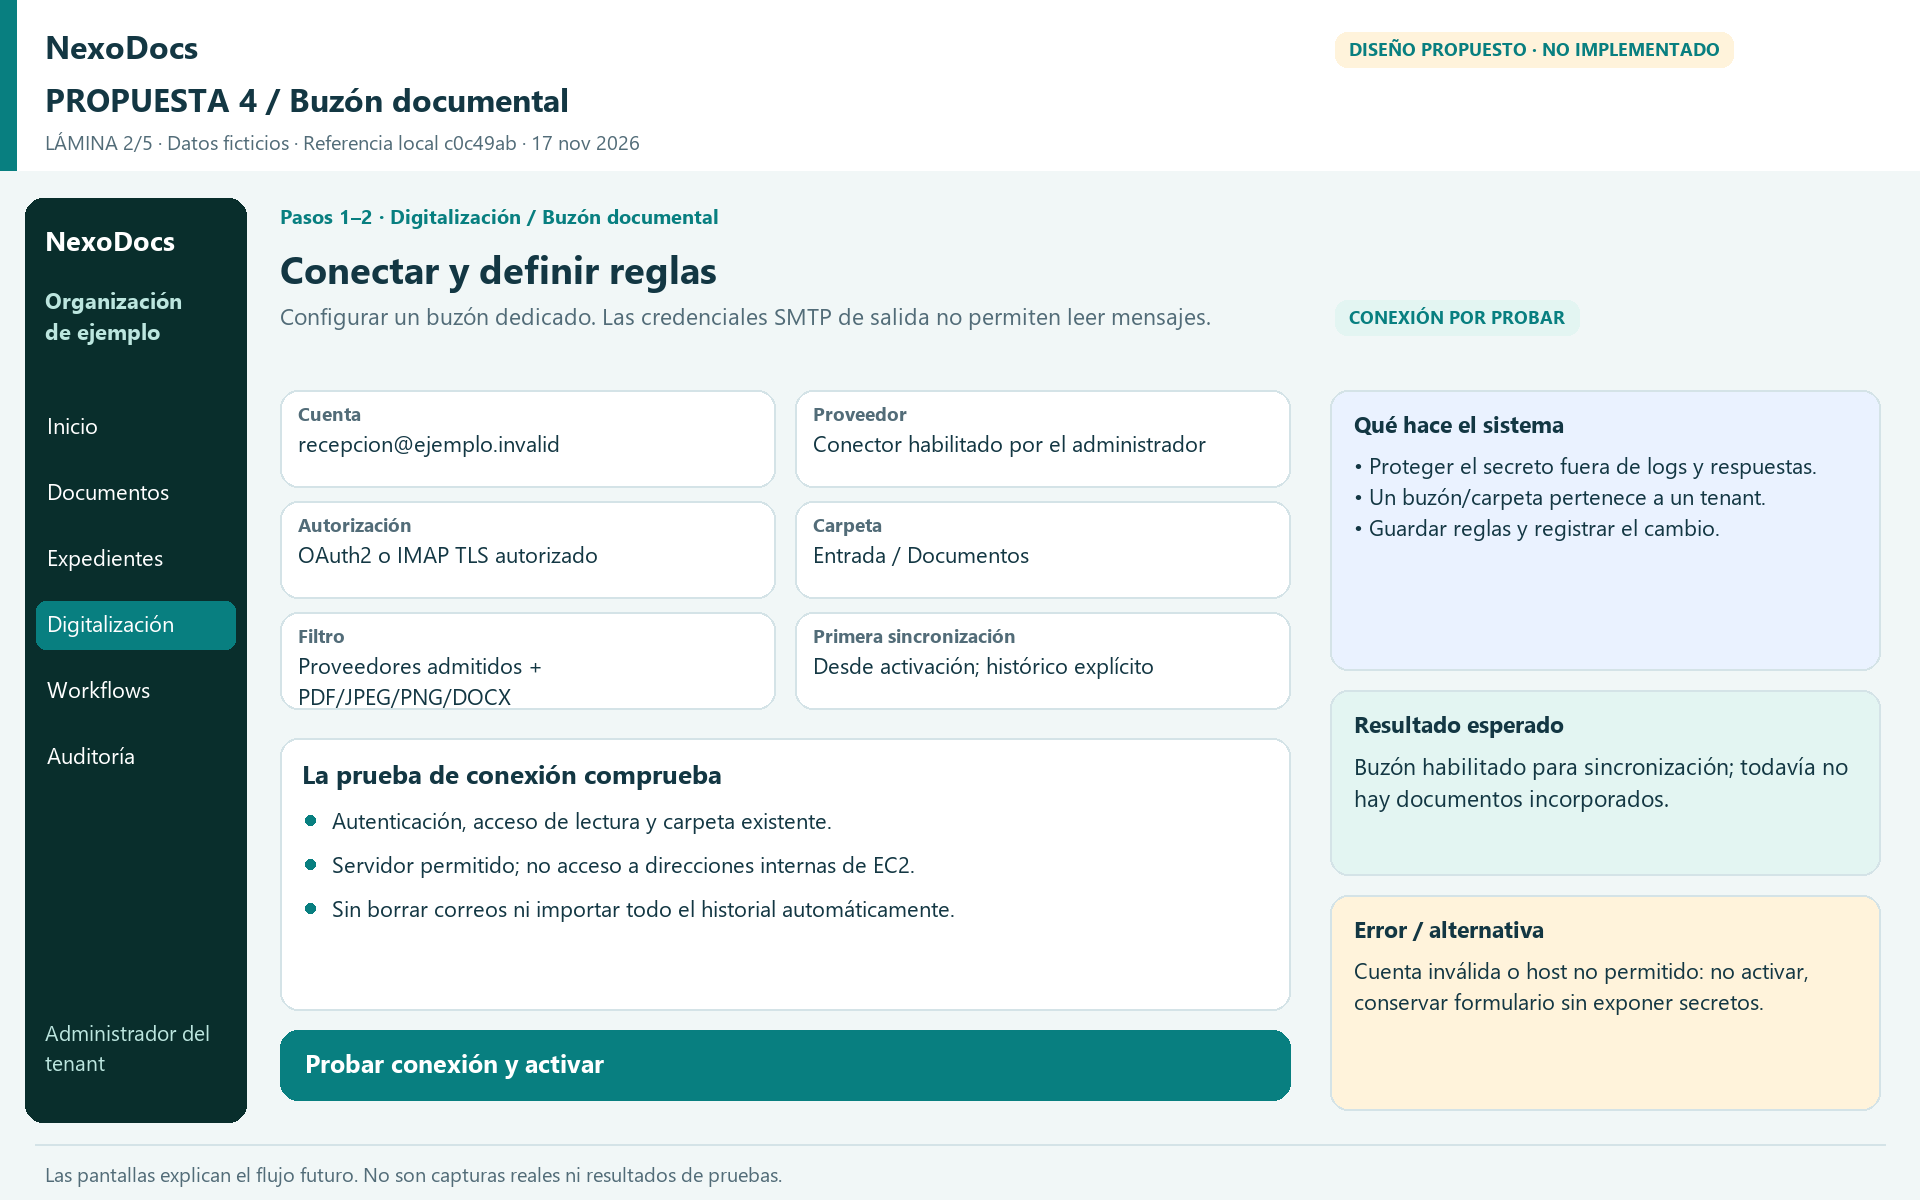 NexoDocs
DISEÑO PROPUESTO · NO IMPLEMENTADO
PROPUESTA 4 / Buzón documental
LÁMINA 2/5 · Datos ficticios · Referencia local c0c49ab · 17 nov 2026
NexoDocs
Organización
de ejemplo
Inicio
Documentos
Expedientes
Digitalización
Workflows
Auditoría
Administrador del
tenant
Pasos 1–2 · Digitalización / Buzón documental
Conectar y definir reglas
Configurar un buzón dedicado. Las credenciales SMTP de salida no permiten leer mensajes.
CONEXIÓN POR PROBAR
Cuenta
recepcion@ejemplo.invalid
Proveedor
Conector habilitado por el administrador
Autorización
OAuth2 o IMAP TLS autorizado
Carpeta
Entrada / Documentos
Filtro
Proveedores admitidos +
PDF/JPEG/PNG/DOCX
Primera sincronización
Desde activación; histórico explícito
La prueba de conexión comprueba
Autenticación, acceso de lectura y carpeta existente.
Servidor permitido; no acceso a direcciones internas de EC2.
Sin borrar correos ni importar todo el historial automáticamente.
Probar conexión y activar
Qué hace el sistema
• Proteger el secreto fuera de logs y respuestas.
• Un buzón/carpeta pertenece a un tenant.
• Guardar reglas y registrar el cambio.
Resultado esperado
Buzón habilitado para sincronización; todavía no
hay documentos incorporados.
Error / alternativa
Cuenta inválida o host no permitido: no activar,
conservar formulario sin exponer secretos.
Las pantallas explican el flujo futuro. No son capturas reales ni resultados de pruebas.